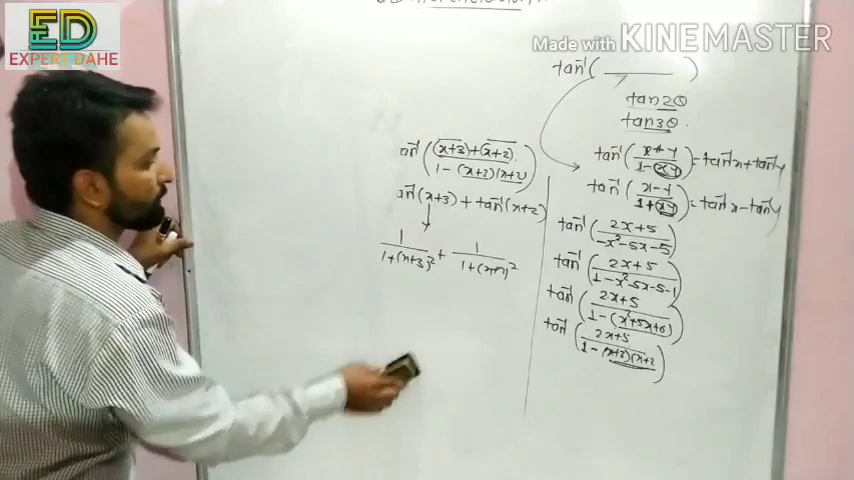 ED
EXPERT DAHE
Made with KINEMASTER
tan⁻¹( ______ )
tan2θ
tan3θ.
tan⁻¹((x+y)/(1-(xy))) = tan⁻¹x + tan⁻¹y
tan⁻¹((x-y)/(1+xy)) = tan⁻¹x - tan⁻¹y
tan⁻¹((2x+5)/(-x²-5x-5))
tan⁻¹((2x+5)/(1-x²-5x-5-1))
tan⁻¹((2x+5)/(1-(x²+5x+6)))
tan⁻¹((2x+5)/(1-(x+3)(x+2)))
an⁻¹(((x+3)+(x+2))/(1-(x+3)(x+2)))
an⁻¹(x+3) + tan⁻¹(x+2)
1/(1+(x+3)²) + 1/(1+(x+2)²)